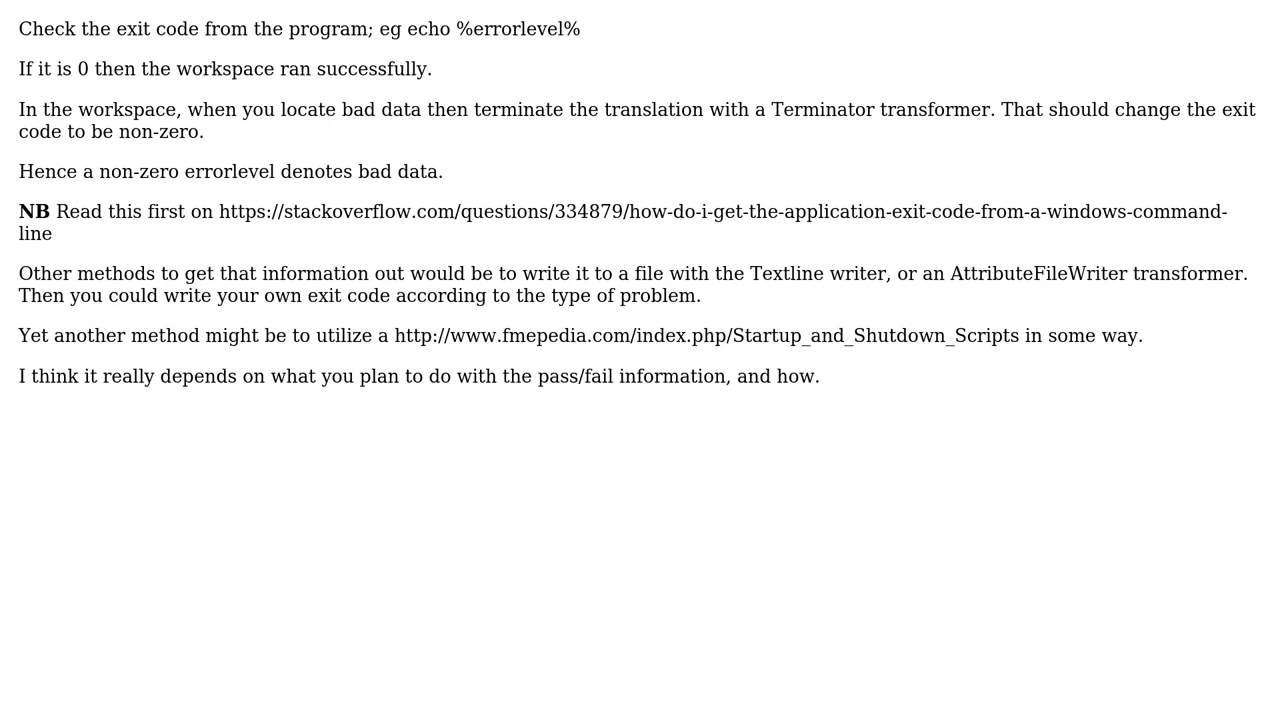 Check the exit code from the program; eg echo %errorlevel%
If it is 0 then the workspace ran successfully.
In the workspace, when you locate bad data then terminate the translation with a Terminator transformer. That should change the exit
code to be non-zero.
Hence a non-zero errorlevel denotes bad data.
NB Read this first on https://stackoverflow.com/questions/334879/how-do-i-get-the-application-exit-code-from-a-windows-command-
line
Other methods to get that information out would be to write it to a file with the Textline writer, or an AttributeFileWriter transformer.
Then you could write your own exit code according to the type of problem.
Yet another method might be to utilize a http://www.fmepedia.com/index.php/Startup_and_Shutdown_Scripts in some way.
I think it really depends on what you plan to do with the pass/fail information, and how.